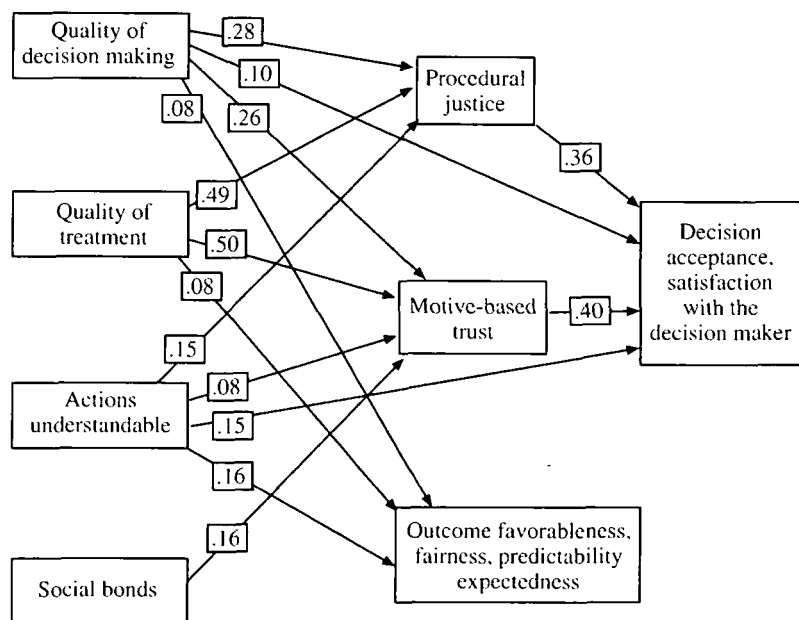 Quality of
decision making
.28
.10
.08
.26
Procedural
justice
.36
Quality of
treatment
.49
.50
.08
Motive-based
trust
.40
Decision
acceptance,
satisfaction
with the
decision maker
.15
Actions
understandable
.08
.15
.16
.16
Social bonds
Outcome favorableness,
fairness, predictability
expectedness